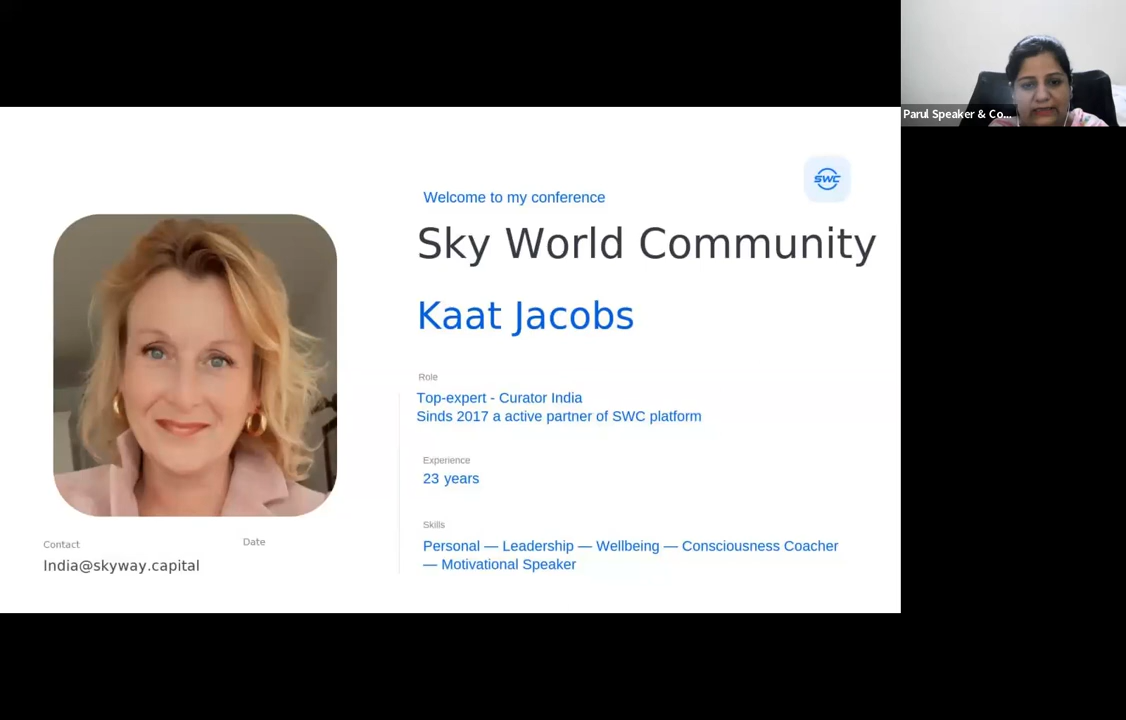 Parul Speaker & Co...
SWC
Welcome to my conference
Sky World Community
Kaat Jacobs
Role
Top-expert - Curator India
Sinds 2017 a active partner of SWC platform
Experience
23 years
Skills
Personal — Leadership — Wellbeing — Consciousness Coacher
— Motivational Speaker
Contact
Date
India@skyway.capital